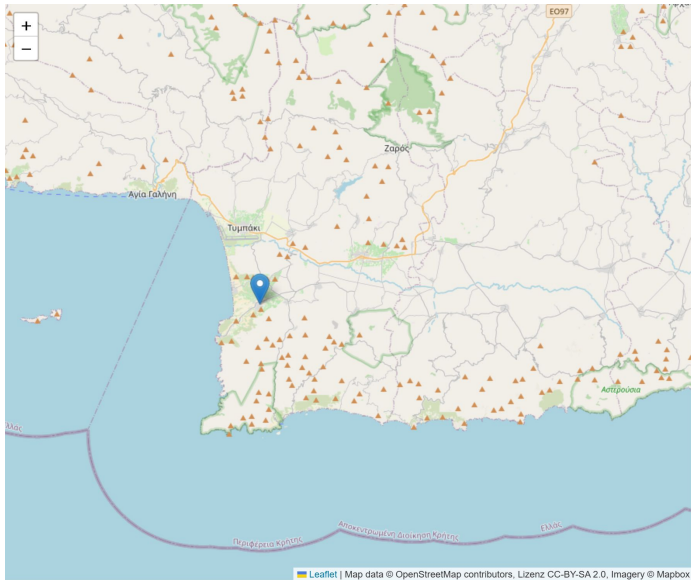 +
−
EO97
Ζαρός
Αγία Γαλήνη
Τυμπάκι
Αστερούσια
λλάς
Περιφέρεια Κρήτης
Αποκεντρωμένη Διοίκηση Κρήτης
Ελλάς
Leaflet | Map data © OpenStreetMap contributors, Lizenz CC-BY-SA 2.0, Imagery © Mapbox